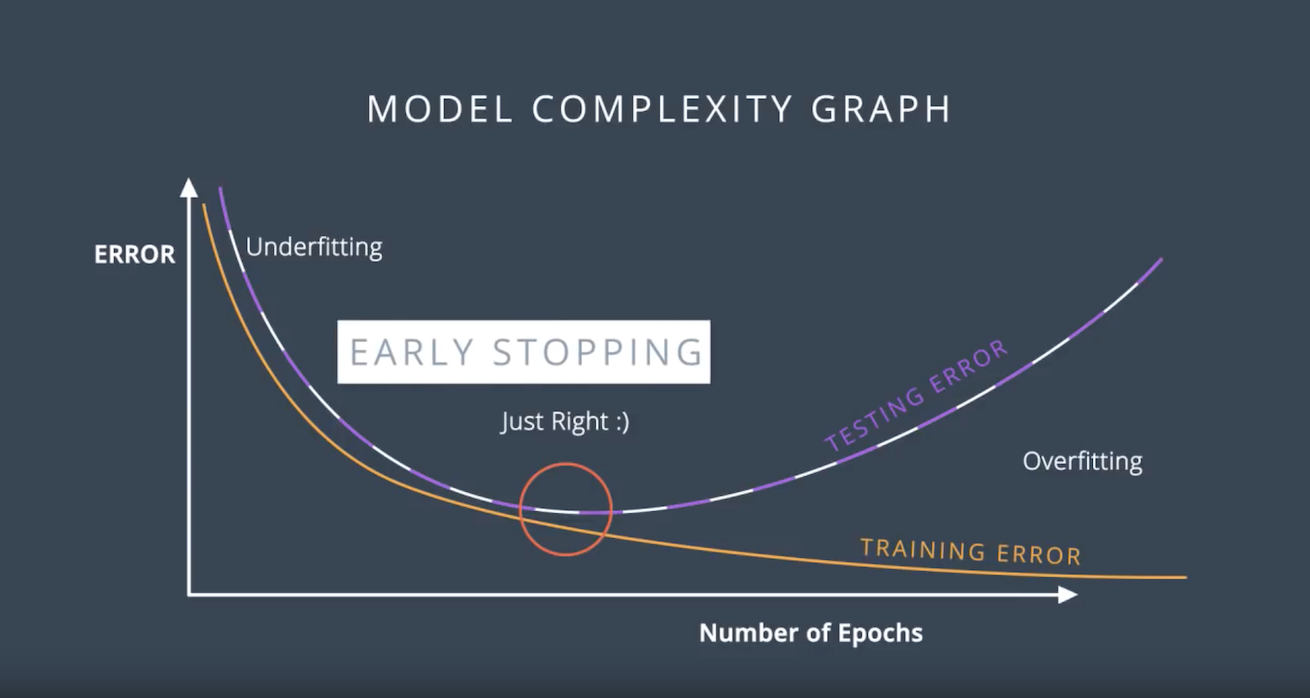 MODEL COMPLEXITY GRAPH
ERROR
Underfitting
EARLY STOPPING
Just Right :)
TESTING ERROR
Overfitting
TRAINING ERROR
Number of Epochs